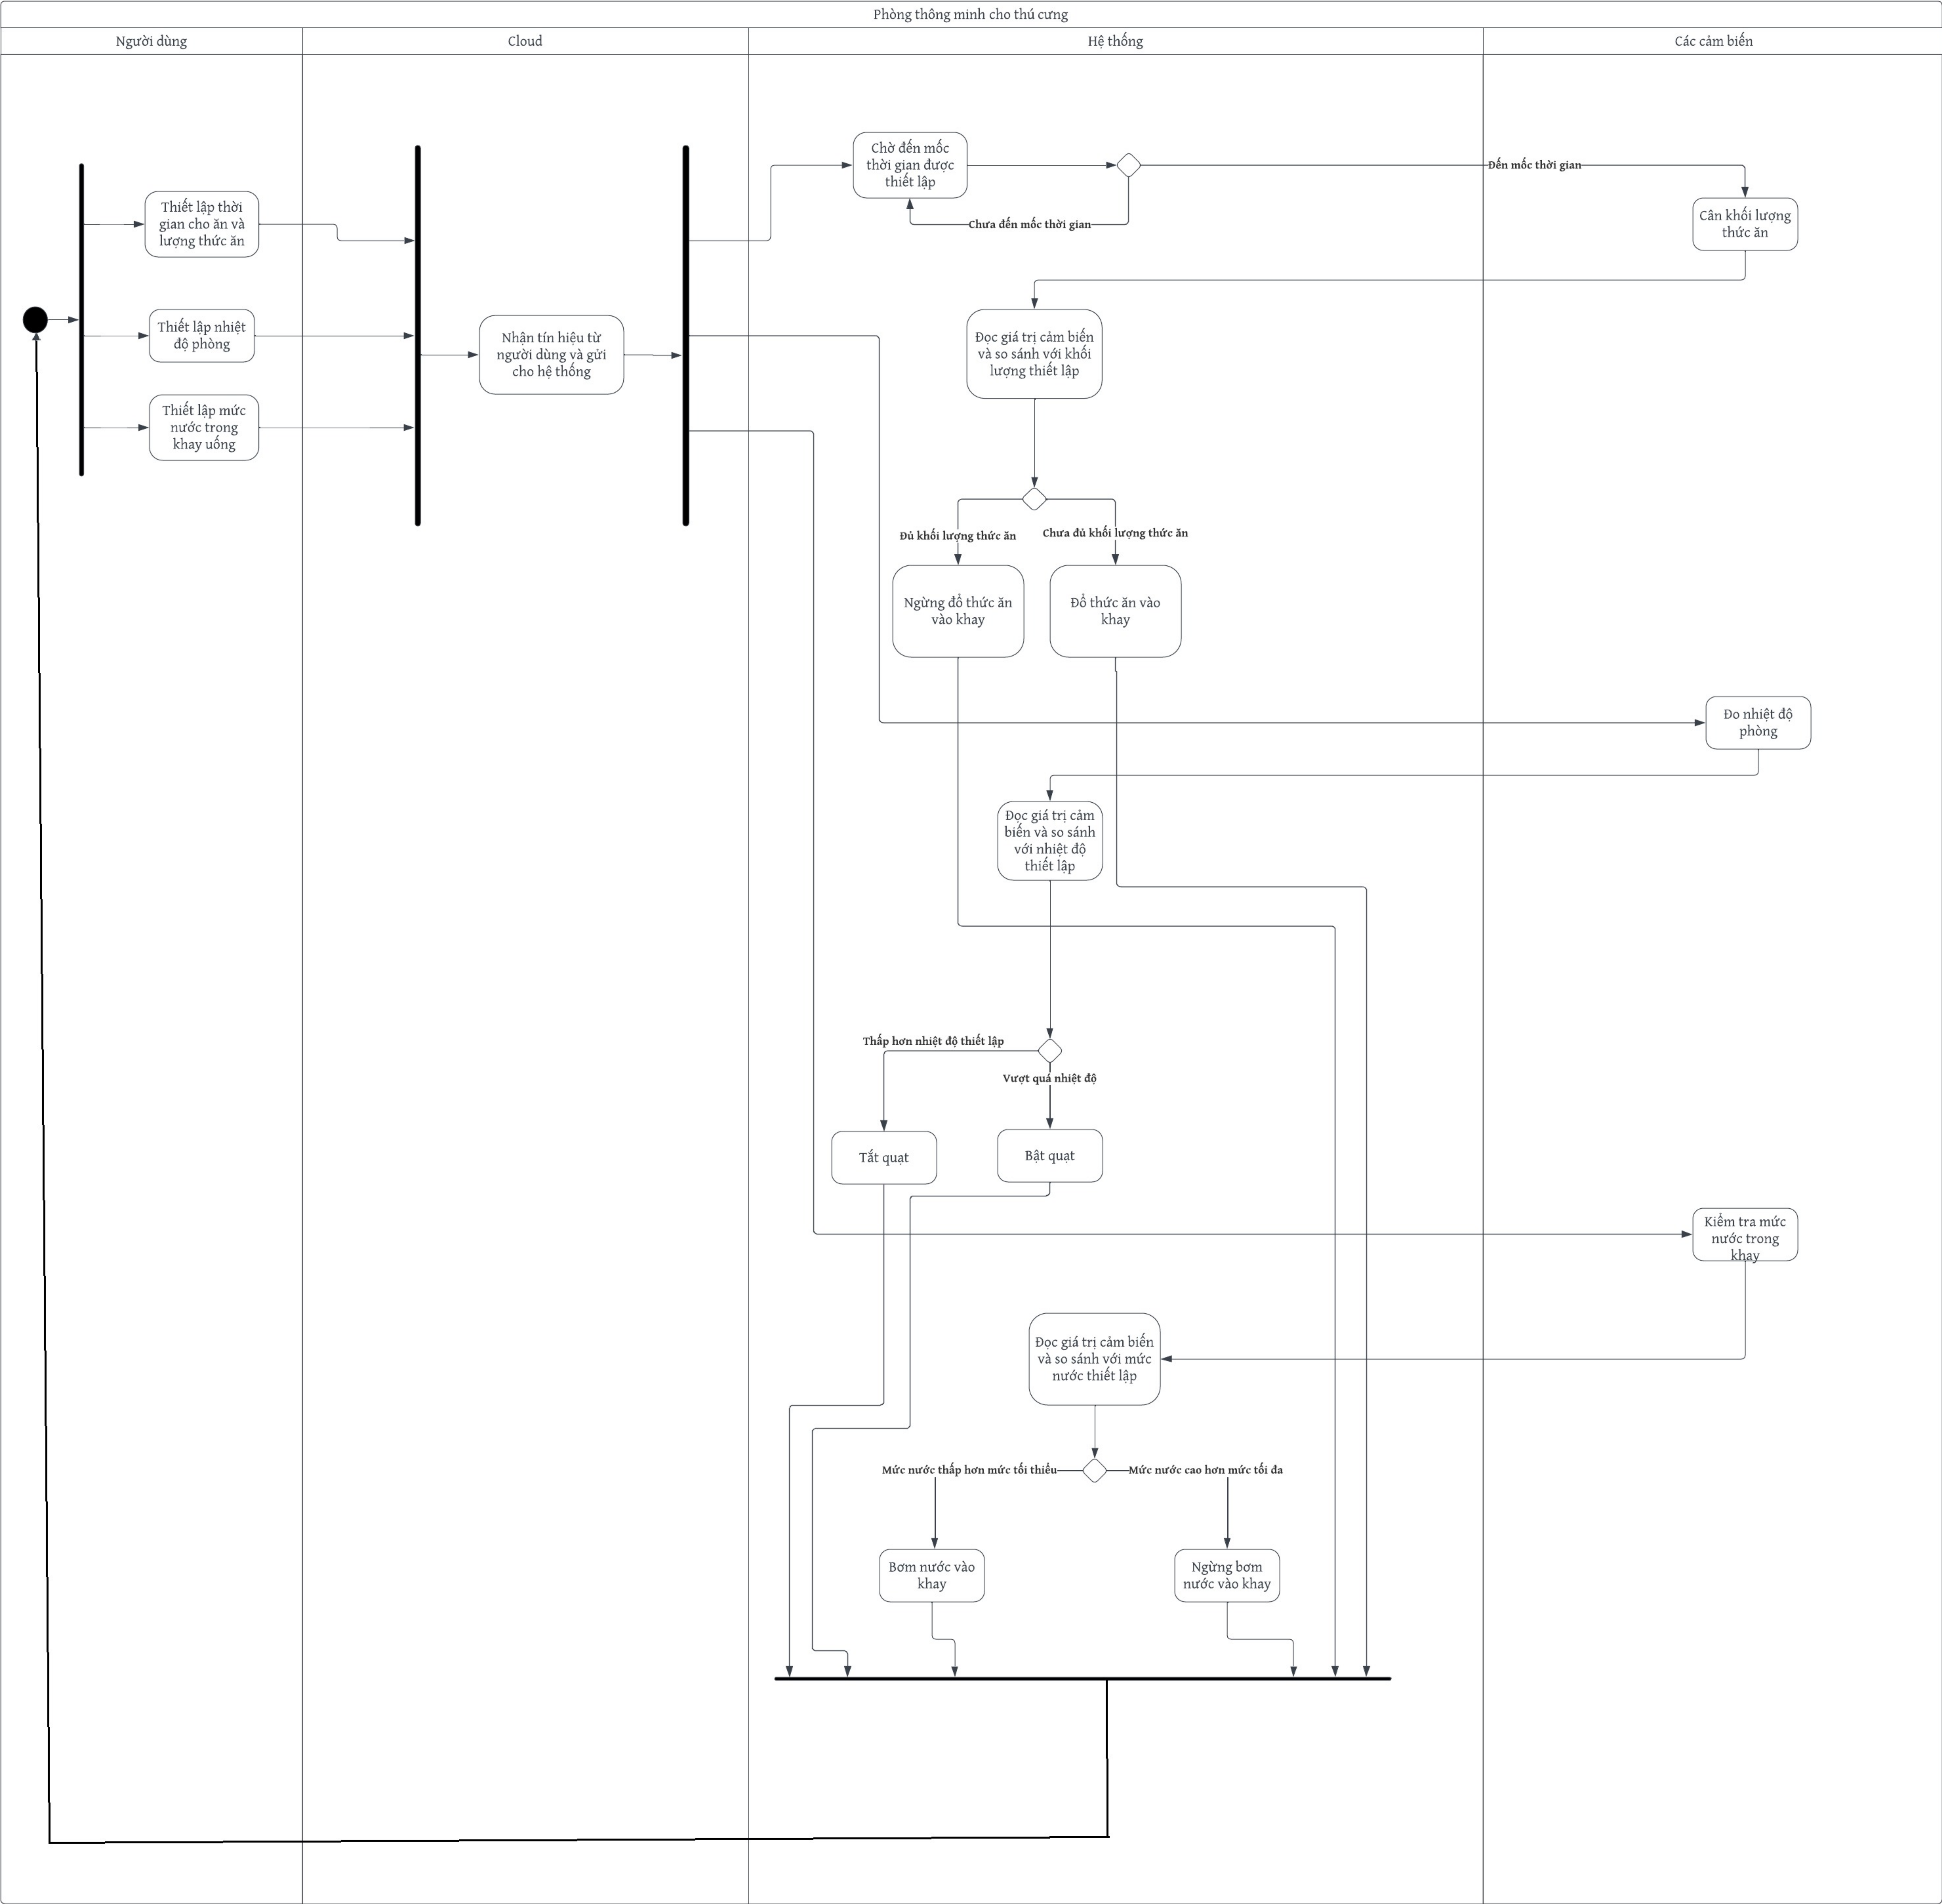 Phòng thông minh cho thú cưng
Người dùng
Cloud
Hệ thống
Các cảm biến
Thiết lập thời
gian cho ăn và
lượng thức ăn
Thiết lập nhiệt
độ phòng
Thiết lập mức
nước trong
khay uống
Nhận tín hiệu từ
người dùng và gửi
cho hệ thống
Chờ đến mốc
thời gian được
thiết lập
Đến mốc thời gian
Chưa đến mốc thời gian
Cân khối lượng
thức ăn
Đọc giá trị cảm biến
và so sánh với khối
lượng thiết lập
Đủ khối lượng thức ăn
Chưa đủ khối lượng thức ăn
Ngừng đổ thức ăn
vào khay
Đổ thức ăn vào
khay
Đo nhiệt độ
phòng
Đọc giá trị cảm
biến và so sánh
với nhiệt độ
thiết lập
Thấp hơn nhiệt độ thiết lập
Vượt quá nhiệt độ
Tắt quạt
Bật quạt
Kiểm tra mức
nước trong
khay
Đọc giá trị cảm biến
và so sánh với mức
nước thiết lập
Mức nước thấp hơn mức tối thiểu
Mức nước cao hơn mức tối đa
Bơm nước vào
khay
Ngừng bơm
nước vào khay